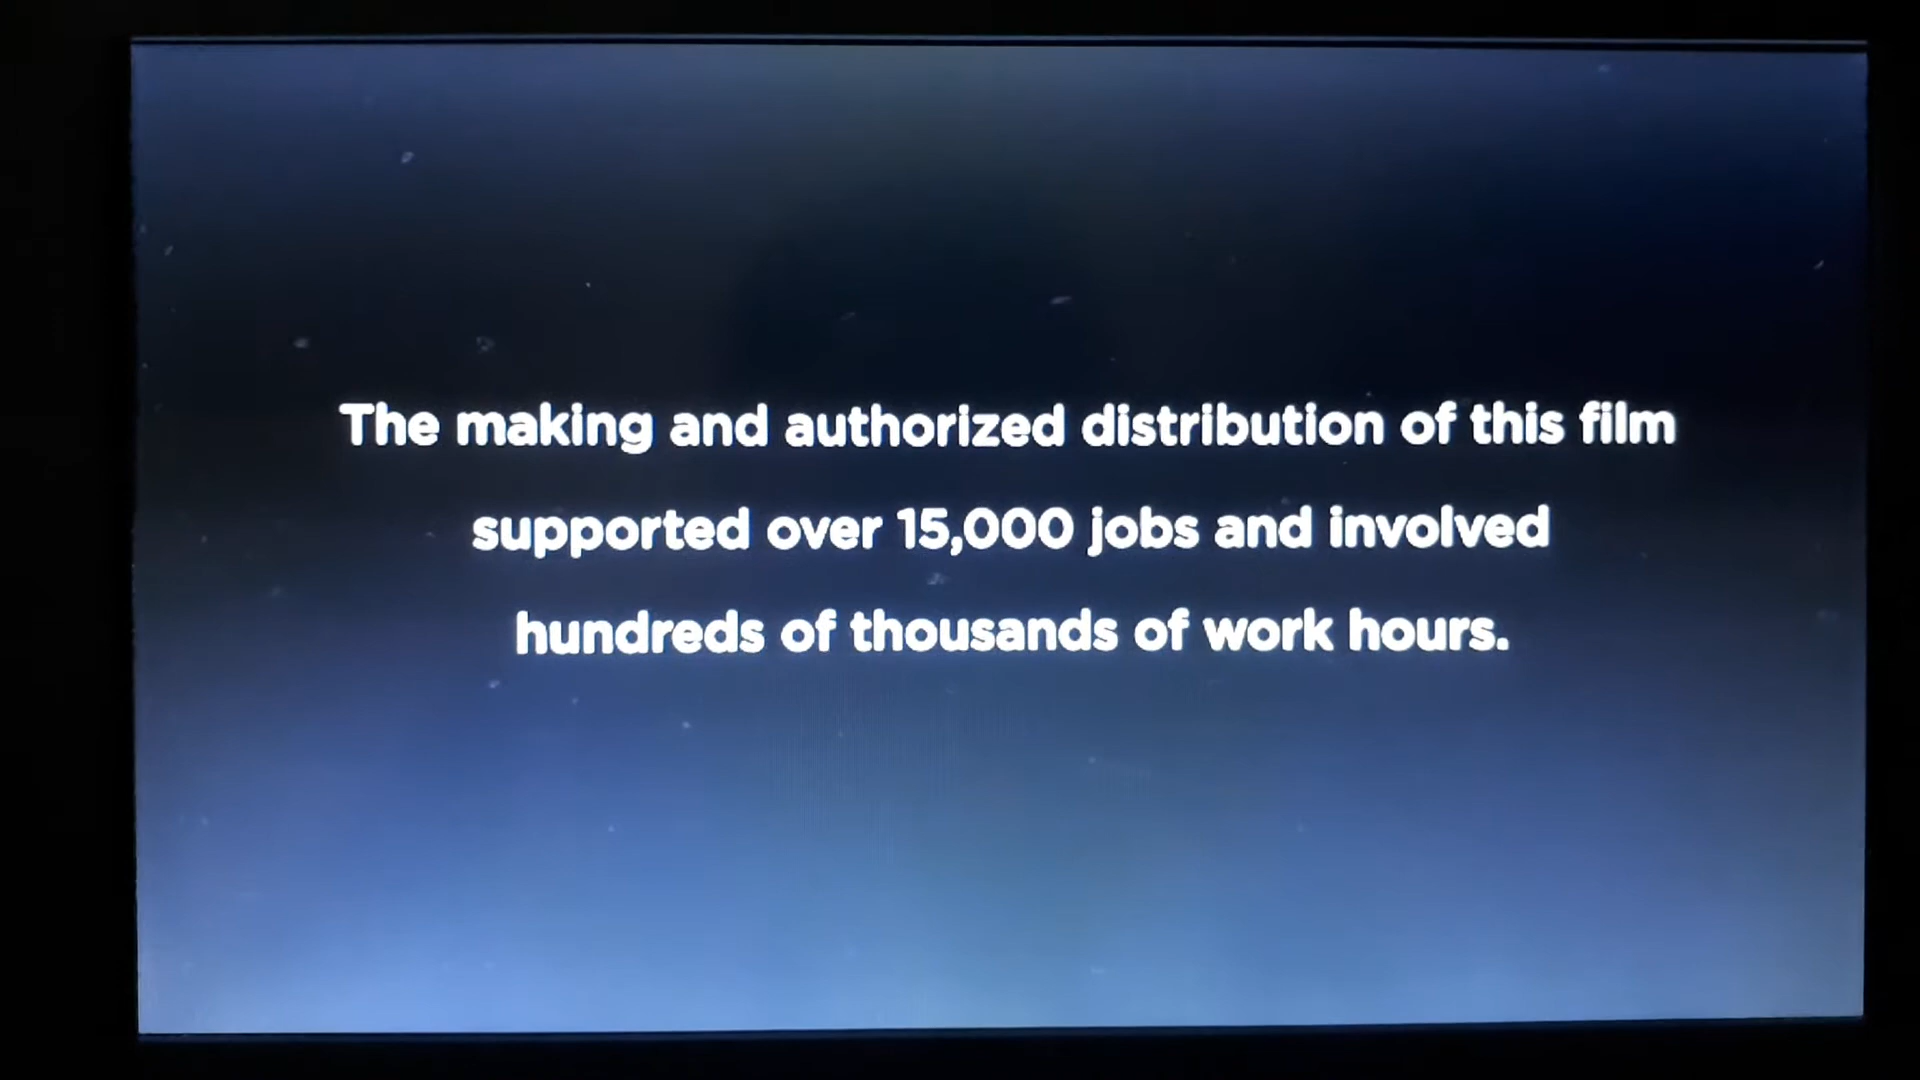 The making and authorized distribution of this film
supported over 15,000 jobs and involved
hundreds of thousands of work hours.